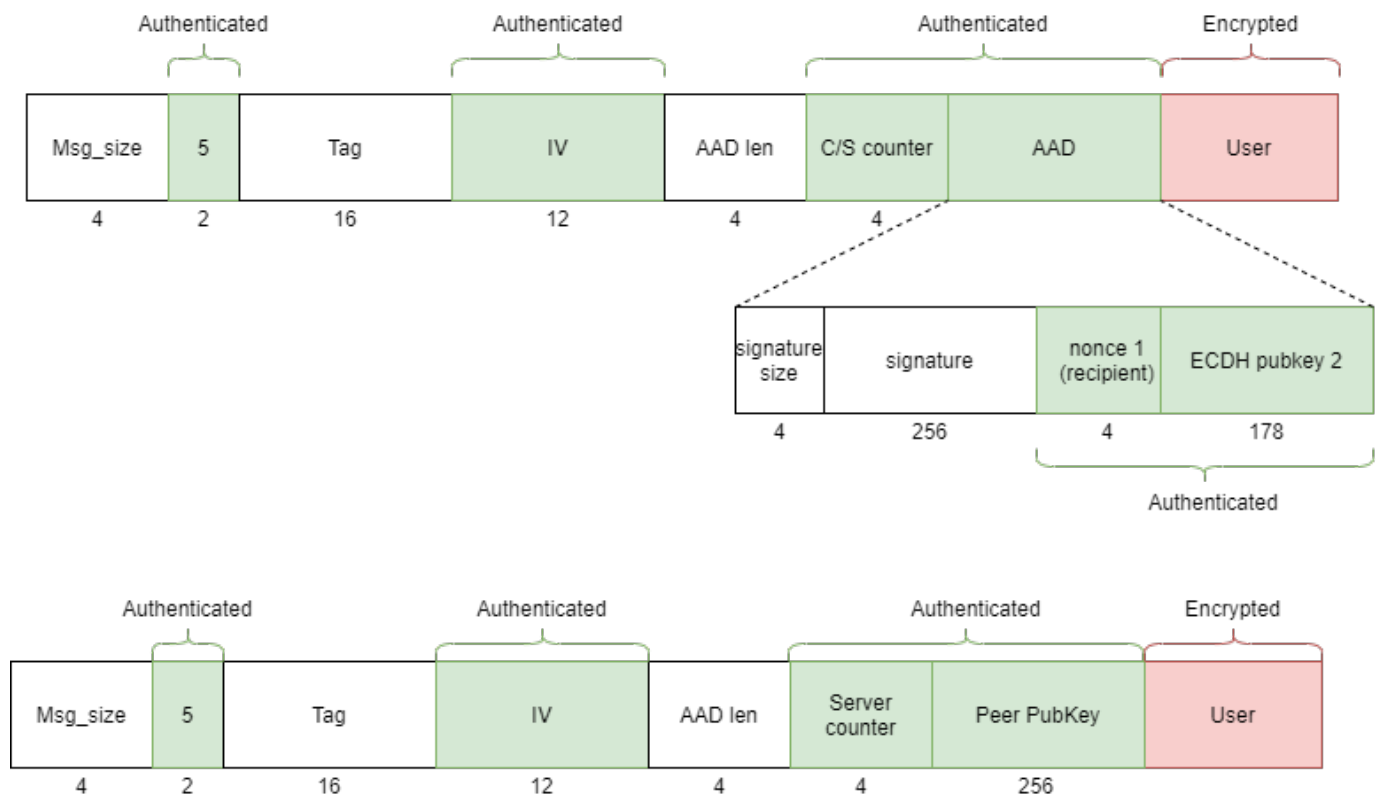 Authenticated Authenticated Authenticated Encrypted
Msg_size 5 Tag IV AAD len C/S counter AAD User
4 2 16 12 4 4
signature
size
signature
nonce 1
(recipient)
ECDH pubkey 2
4 256 4 178
Authenticated
Authenticated Authenticated Authenticated Encrypted
Msg_size 5 Tag IV AAD len
Server
counter
Peer PubKey User
4 2 16 12 4 4 256